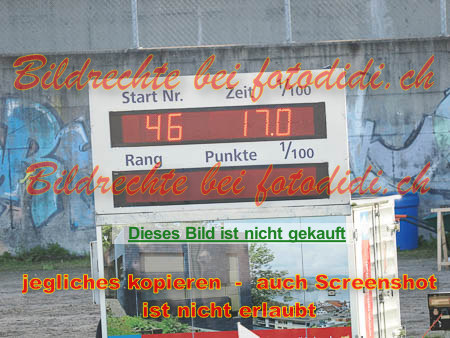 Bildrechte bei fotodidi.ch
Start Nr. Zeit 1/100
46 17.0
Rang Punkte 1/100
Bildrechte bei fotodidi.ch
Dieses Bild ist nicht gekauft
jegliches kopieren - auch Screenshot
ist nicht erlaubt